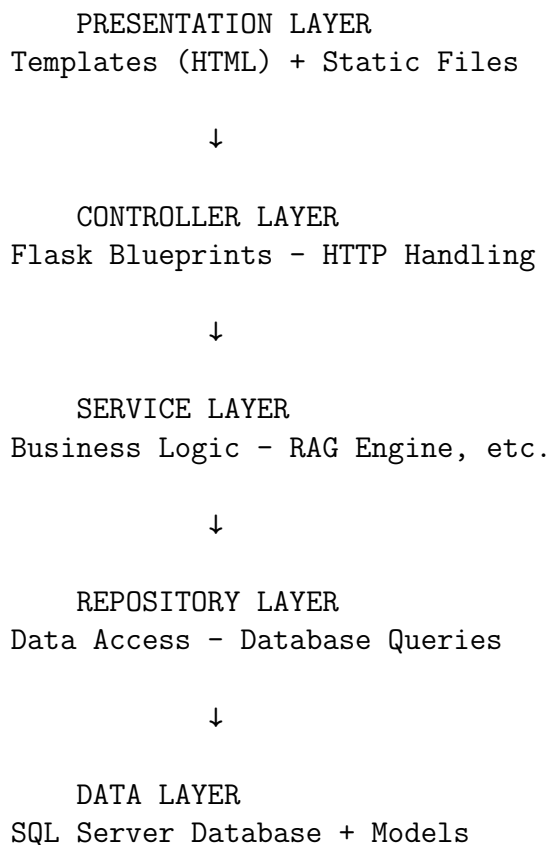 PRESENTATION LAYER
Templates (HTML) + Static Files
↓
CONTROLLER LAYER
Flask Blueprints - HTTP Handling
↓
SERVICE LAYER
Business Logic - RAG Engine, etc.
↓
REPOSITORY LAYER
Data Access - Database Queries
↓
DATA LAYER
SQL Server Database + Models